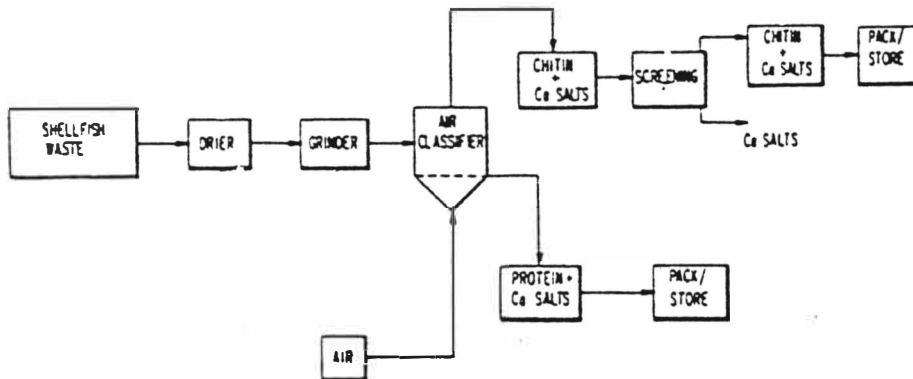 SHELLFISH
WASTE
DRIER
GRINDER
AIR
CLASSIFIER
CHITIN
+
Ca SALTS
SCREENING
CHITIN
+
Ca SALTS
PACK/
STORE
Ca SALTS
PROTEIN+
Ca SALTS
PACK/
STORE
AIR